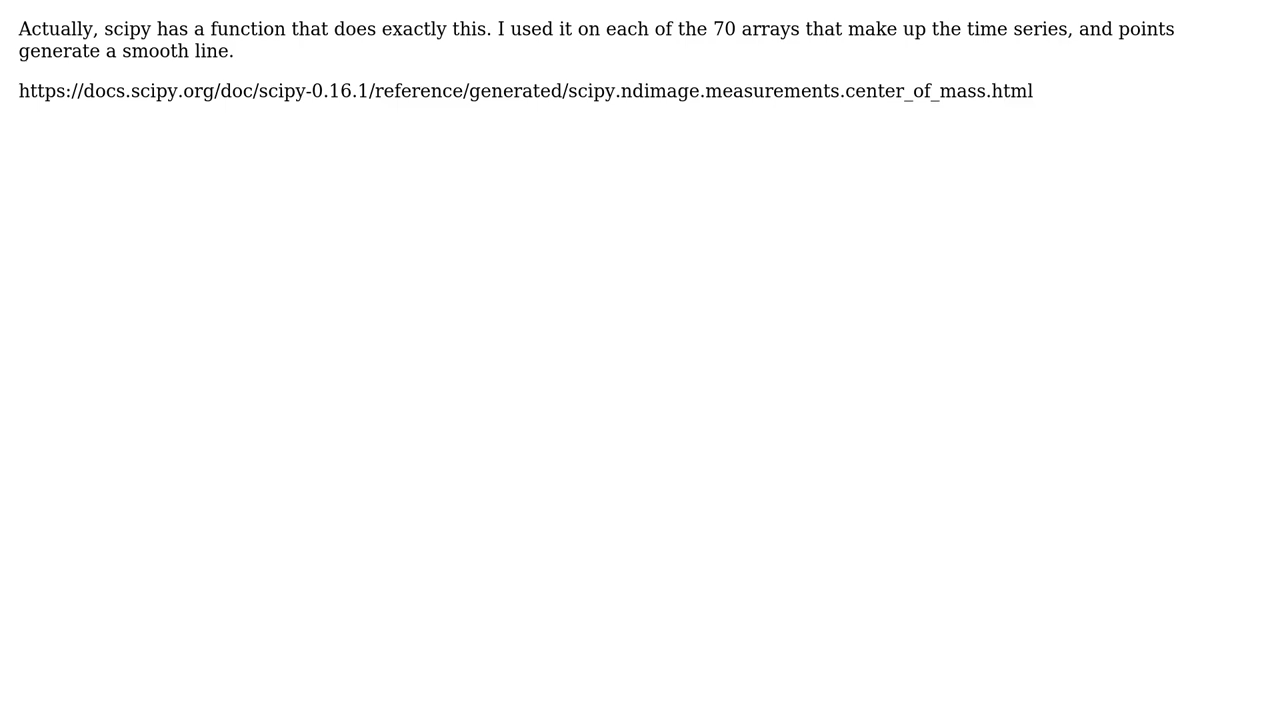 Actually, scipy has a function that does exactly this. I used it on each of the 70 arrays that make up the time series, and points
generate a smooth line.
https://docs.scipy.org/doc/scipy-0.16.1/reference/generated/scipy.ndimage.measurements.center_of_mass.html